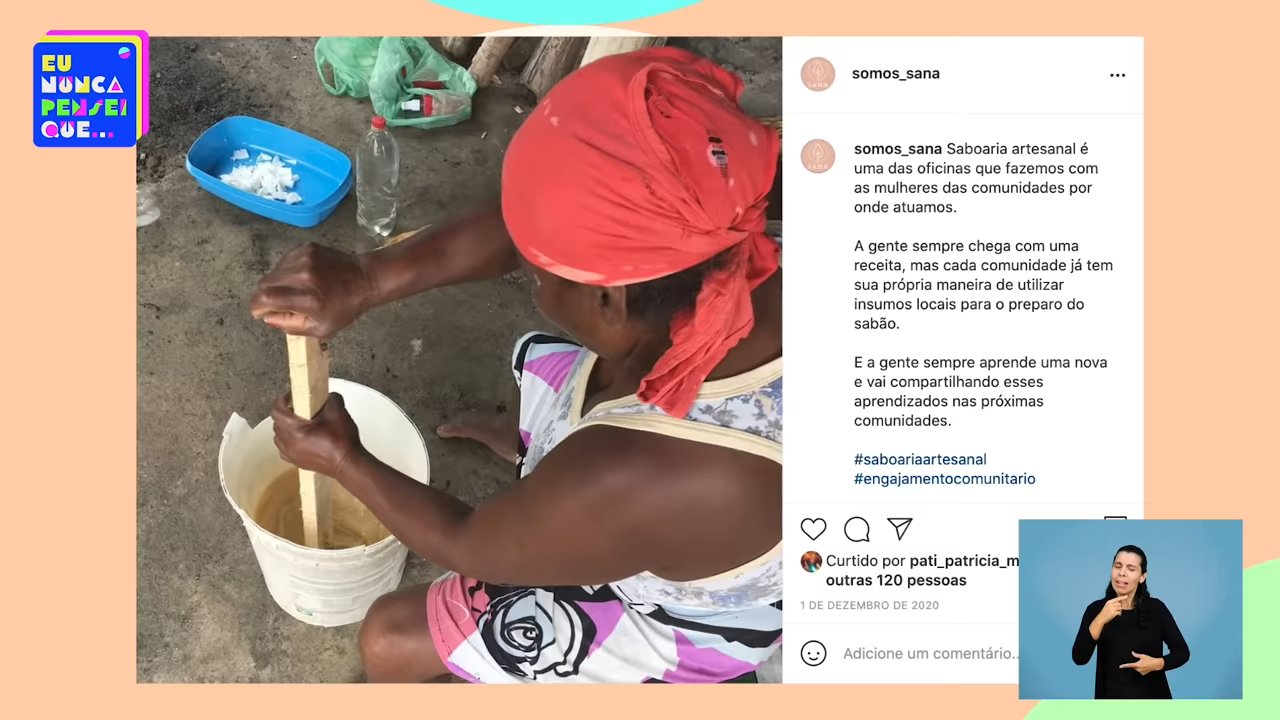 EU
NUNCA
PENSEI
QUE...
somos_sana
SANA
somos_sana Saboaria artesanal é
uma das oficinas que fazemos com
as mulheres das comunidades por
onde atuamos.
A gente sempre chega com uma
receita, mas cada comunidade já tem
sua própria maneira de utilizar
insumos locais para o preparo do
sabão.
E a gente sempre aprende uma nova
e vai compartilhando esses
aprendizados nas próximas
comunidades.
#saboariaartesanal
#engajamentocomunitario
Curtido por pati_patricia_m
outras 120 pessoas
1 DE DEZEMBRO DE 2020
Adicione um comentário..